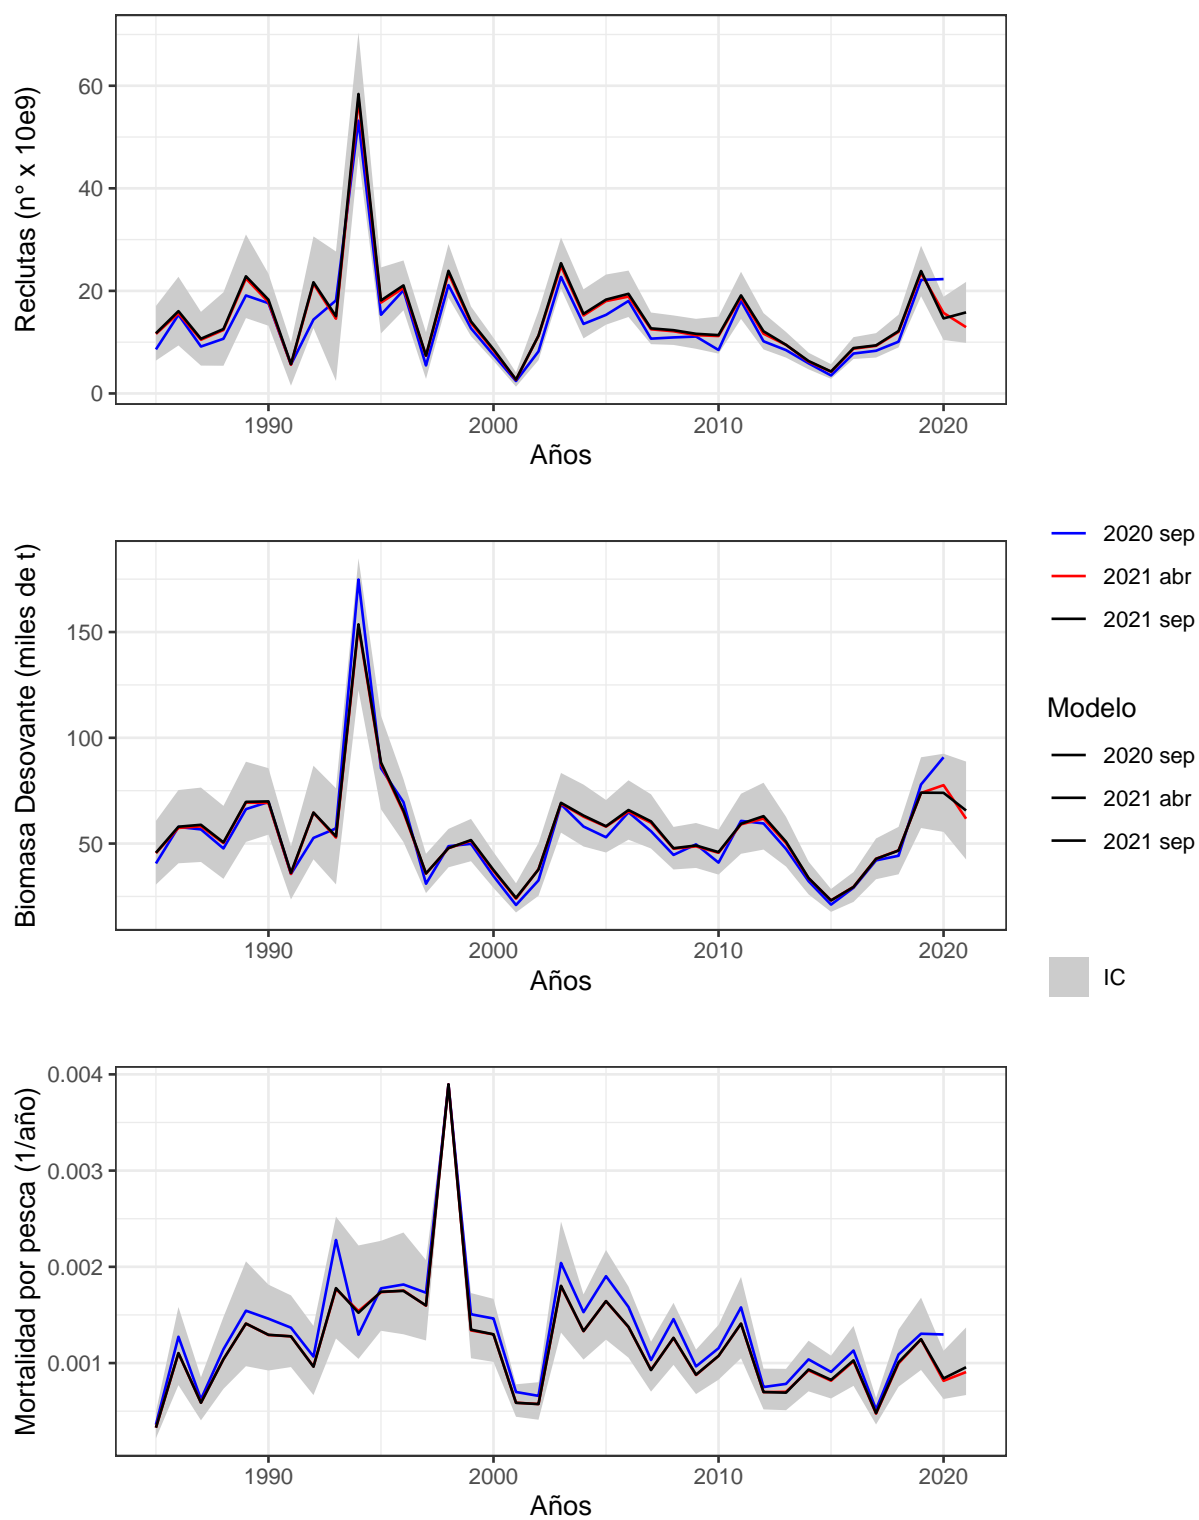 Reclutas (n° x 10e9)
60
40
20
0
1990
2000
2010
2020
Años
Biomasa Desovante (miles de t)
150
100
50
1990
2000
2010
2020
Años
2020 sep
2021 abr
2021 sep
Modelo
2020 sep
2021 abr
2021 sep
IC
Mortalidad por pesca (1/año)
0.004
0.003
0.002
0.001
1990
2000
2010
2020
Años